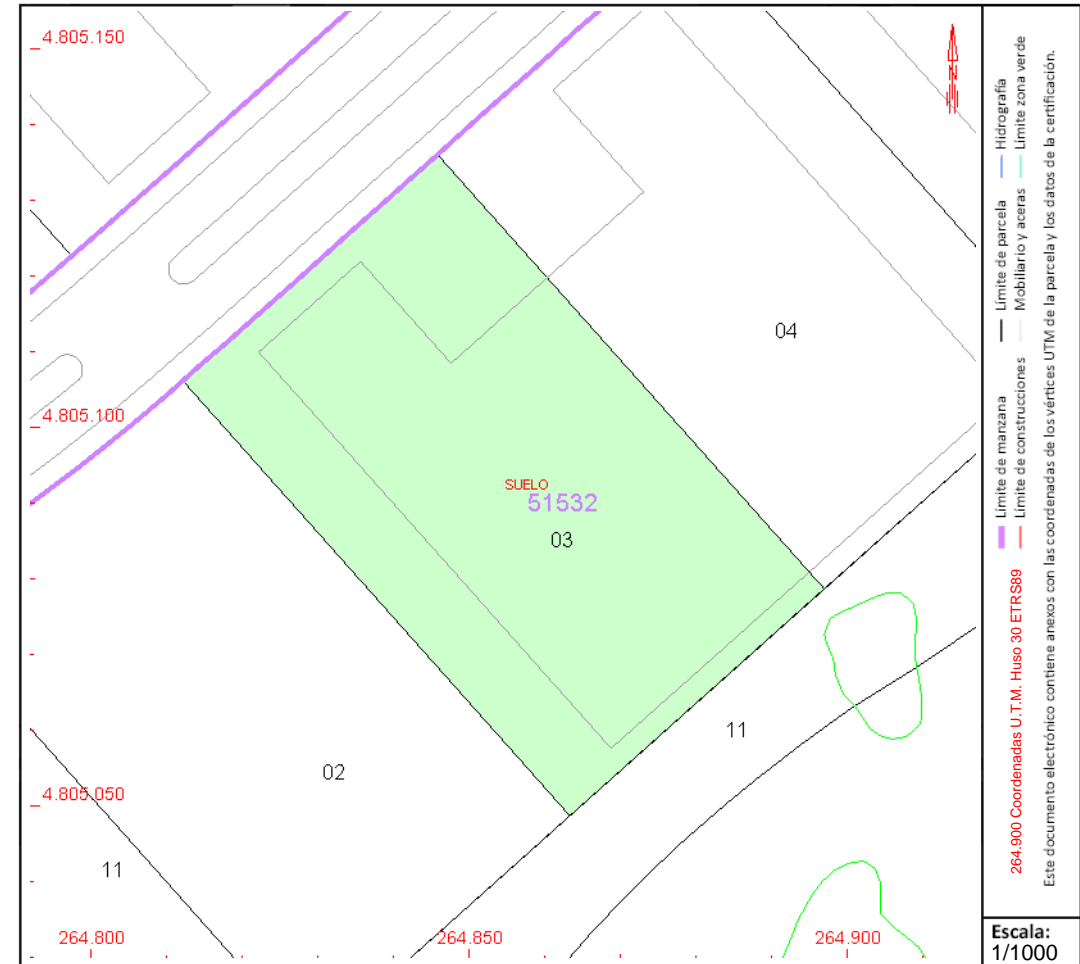 4.805.150
04
4.805.100
SUELO
51532
03
11
02
4.805.050
11
264.800
264.850
264.900
N
Hidrografía
Límite zona verde
Límite de parcela
Mobiliario y aceras
Límite de manzana
Límite de construcciones
264.900 Coordenadas U.T.M. Huso 30 ETRS89
Este documento electrónico contiene anexos con las coordenadas de los vértices UTM de la parcela y los datos de la certificación.
Escala:
1/1000